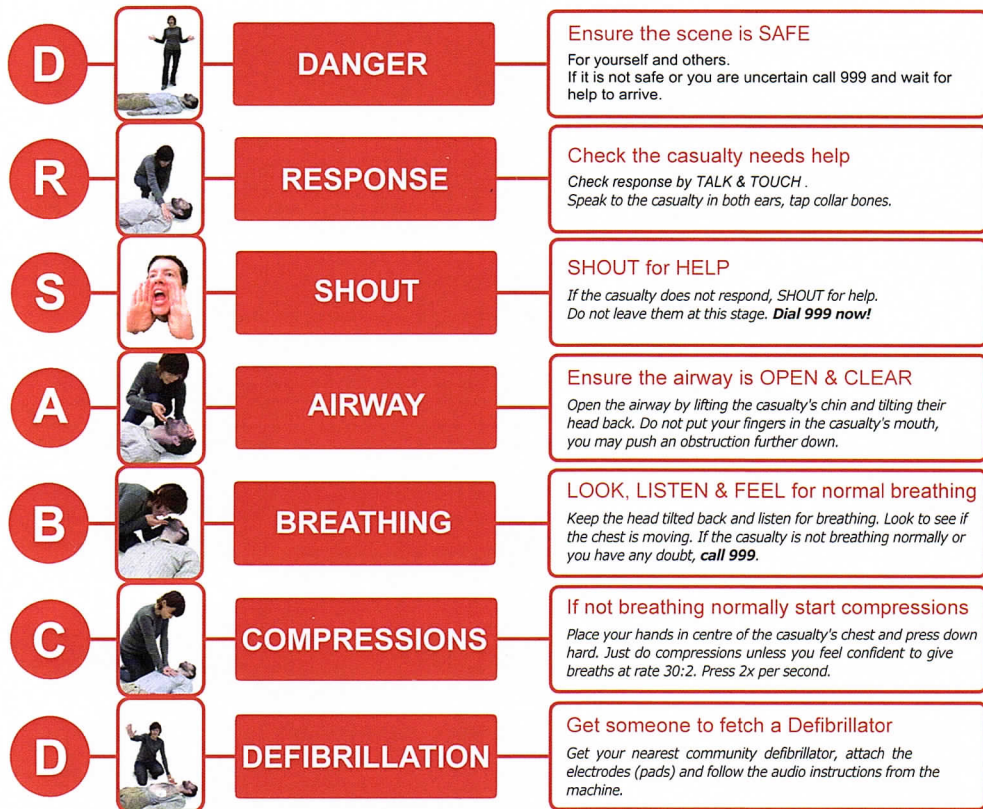 D
DANGER
Ensure the scene is SAFE
For yourself and others.
If it is not safe or you are uncertain call 999 and wait for
help to arrive.
R
RESPONSE
Check the casualty needs help
Check response by TALK & TOUCH .
Speak to the casualty in both ears, tap collar bones.
S
SHOUT
SHOUT for HELP
If the casualty does not respond, SHOUT for help.
Do not leave them at this stage. Dial 999 now!
A
AIRWAY
Ensure the airway is OPEN & CLEAR
Open the airway by lifting the casualty's chin and tilting their
head back. Do not put your fingers in the casualty's mouth,
you may push an obstruction further down.
B
BREATHING
LOOK, LISTEN & FEEL for normal breathing
Keep the head tilted back and listen for breathing. Look to see if
the chest is moving. If the casualty is not breathing normally or
you have any doubt, call 999.
C
COMPRESSIONS
If not breathing normally start compressions
Place your hands in centre of the casualty's chest and press down
hard. Just do compressions unless you feel confident to give
breaths at rate 30:2. Press 2x per second.
D
DEFIBRILLATION
Get someone to fetch a Defibrillator
Get your nearest community defibrillator, attach the
electrodes (pads) and follow the audio instructions from the
machine.